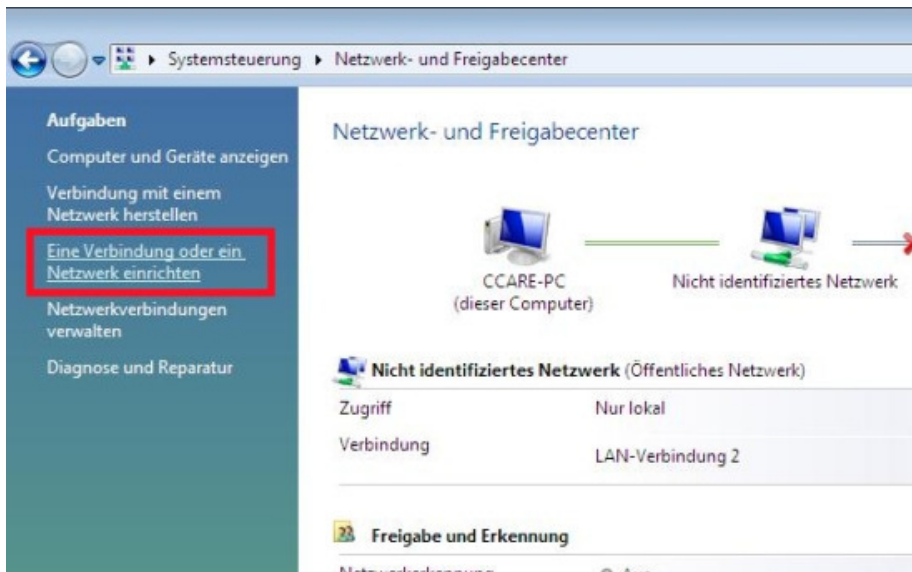 Systemsteuerung ▸ Netzwerk- und Freigabecenter
Aufgaben
Computer und Geräte anzeigen
Verbindung mit einem
Netzwerk herstellen
Eine Verbindung oder ein
Netzwerk einrichten
Netzwerkverbindungen
verwalten
Diagnose und Reparatur
Netzwerk- und Freigabecenter
CCARE-PC
(dieser Computer)
Nicht identifiziertes Netzwerk
Nicht identifiziertes Netzwerk (Öffentliches Netzwerk)
Zugriff Nur lokal
Verbindung LAN-Verbindung 2
Freigabe und Erkennung
Netzwerkerkennung